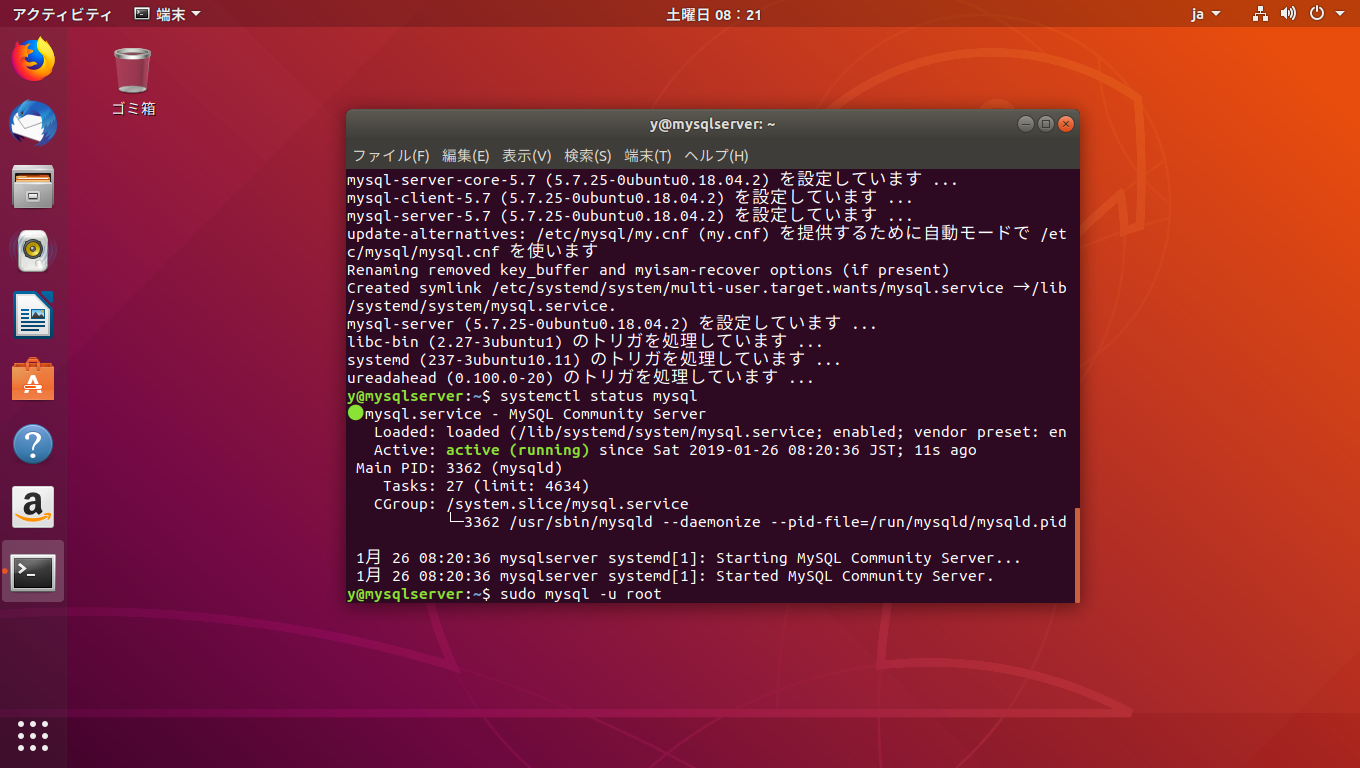 アクティビティ
端末
土曜日 08：21
ja
ゴミ箱
y@mysqlserver: ~
ファイル(F) 編集(E) 表示(V) 検索(S) 端末(T) ヘルプ(H)
mysql-server-core-5.7 (5.7.25-0ubuntu0.18.04.2) を設定しています ...
mysql-client-5.7 (5.7.25-0ubuntu0.18.04.2) を設定しています ...
mysql-server-5.7 (5.7.25-0ubuntu0.18.04.2) を設定しています ...
update-alternatives: /etc/mysql/my.cnf (my.cnf) を提供するために自動モードで /et
c/mysql/mysql.cnf を使います
Renaming removed key_buffer and myisam-recover options (if present)
Created symlink /etc/systemd/system/multi-user.target.wants/mysql.service →/lib
/systemd/system/mysql.service.
mysql-server (5.7.25-0ubuntu0.18.04.2) を設定しています ...
libc-bin (2.27-3ubuntu1) のトリガを処理しています ...
systemd (237-3ubuntu10.11) のトリガを処理しています ...
ureadahead (0.100.0-20) のトリガを処理しています ...
y@mysqlserver:~$ systemctl status mysql
●mysql.service - MySQL Community Server
Loaded: loaded (/lib/systemd/system/mysql.service; enabled; vendor preset: en
Active: active (running) since Sat 2019-01-26 08:20:36 JST; 11s ago
Main PID: 3362 (mysqld)
Tasks: 27 (limit: 4634)
CGroup: /system.slice/mysql.service
└─3362 /usr/sbin/mysqld --daemonize --pid-file=/run/mysqld/mysqld.pid
1月 26 08:20:36 mysqlserver systemd[1]: Starting MySQL Community Server...
1月 26 08:20:36 mysqlserver systemd[1]: Started MySQL Community Server.
y@mysqlserver:~$ sudo mysql -u root